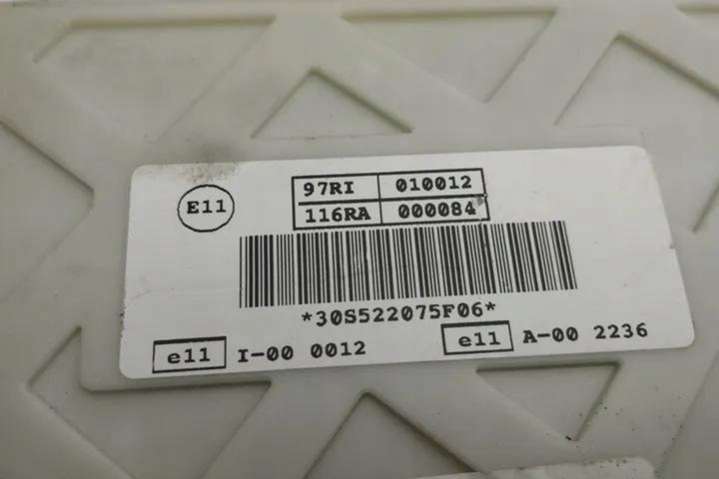 E11
97RI 010012
116RA 000084
*30S522075F06*
e11 I-00 0012
e11 A-00 2236